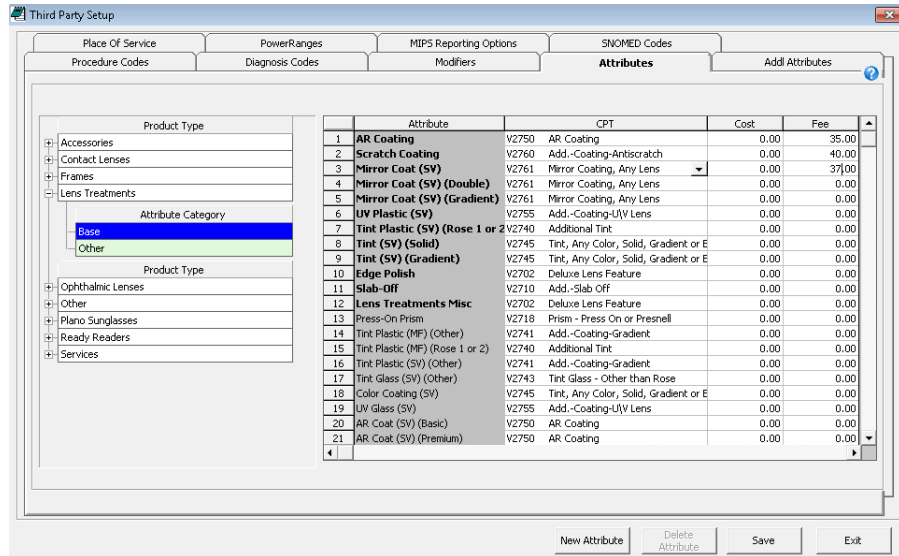 Third Party Setup
Place Of Service PowerRanges MIPS Reporting Options SNOMED Codes
Procedure Codes Diagnosis Codes Modifiers Attributes Addl Attributes
?
Product Type
Accessories
Contact Lenses
Frames
Lens Treatments
Attribute Category
Base
Other
Product Type
Ophthalmic Lenses
Other
Plano Sunglasses
Ready Readers
Services
Attribute CPT Cost Fee
1 AR Coating V2750 AR Coating 0.00 35.00
2 Scratch Coating V2760 Add.-Coating-Antiscratch 0.00 40.00
3 Mirror Coat (SV) V2761 Mirror Coating, Any Lens 0.00 37.00
4 Mirror Coat (SV) (Double) V2761 Mirror Coating, Any Lens 0.00 0.00
5 Mirror Coat (SV) (Gradient) V2761 Mirror Coating, Any Lens 0.00 0.00
6 UV Plastic (SV) V2755 Add.-Coating-U\V Lens 0.00 0.00
7 Tint Plastic (SV) (Rose 1 or 2 V2740 Additional Tint 0.00 0.00
8 Tint (SV) (Solid) V2745 Tint, Any Color, Solid, Gradient or E 0.00 0.00
9 Tint (SV) (Gradient) V2745 Tint, Any Color, Solid, Gradient or E 0.00 0.00
10 Edge Polish V2702 Deluxe Lens Feature 0.00 0.00
11 Slab-Off V2710 Add.-Slab Off 0.00 0.00
12 Lens Treatments Misc V2702 Deluxe Lens Feature 0.00 0.00
13 Press-On Prism V2718 Prism - Press On or Presnell 0.00 0.00
14 Tint Plastic (MF) (Other) V2741 Add.-Coating-Gradient 0.00 0.00
15 Tint Plastic (MF) (Rose 1 or 2) V2740 Additional Tint 0.00 0.00
16 Tint Plastic (SV) (Other) V2741 Add.-Coating-Gradient 0.00 0.00
17 Tint Glass (SV) (Other) V2743 Tint Glass - Other than Rose 0.00 0.00
18 Color Coating (SV) V2745 Tint, Any Color, Solid, Gradient or E 0.00 0.00
19 UV Glass (SV) V2755 Add.-Coating-U\V Lens 0.00 0.00
20 AR Coat (SV) (Basic) V2750 AR Coating 0.00 0.00
21 AR Coat (SV) (Premium) V2750 AR Coating 0.00 0.00
New Attribute Delete Attribute Save Exit